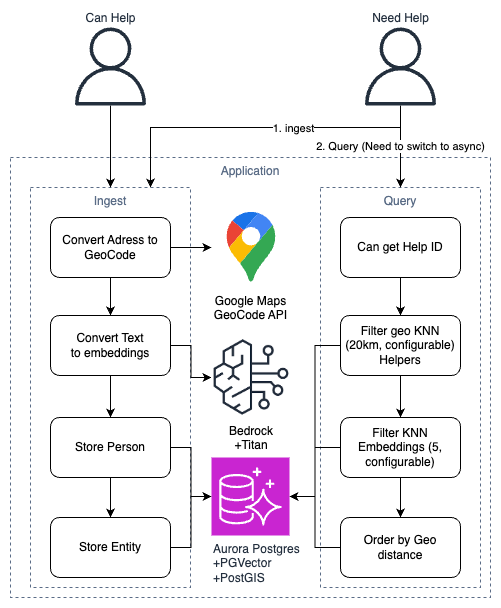 Can Help
Need Help
1. ingest
2. Query (Need to switch to async)
Application
Ingest
Query
Convert Adress to
GeoCode
Google Maps
GeoCode API
Can get Help ID
Convert Text
to embeddings
Bedrock
+Titan
Filter geo KNN
(20km, configurable)
Helpers
Store Person
Filter KNN
Embeddings (5,
configurable)
Store Entity
Aurora Postgres
+PGVector
+PostGIS
Order by Geo
distance